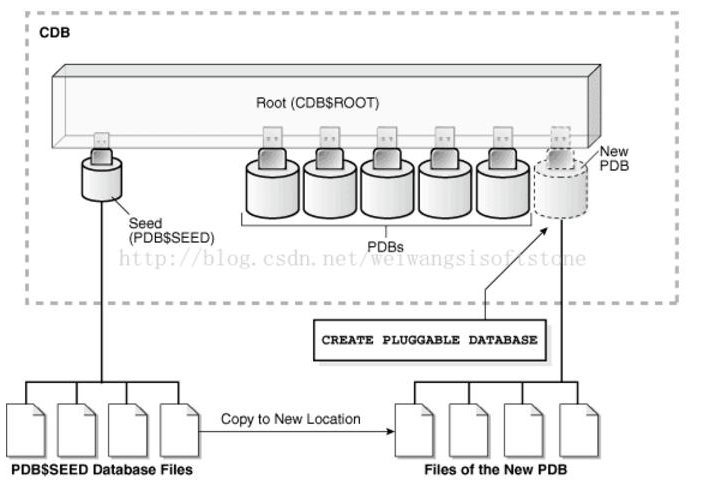 CDB
Root (CDB$ROOT)
New
PDB
Seed
(PDB$SEED)
PDBs
http://blog.csdn.net/weiwangsisoftstone
CREATE PLUGGABLE DATABASE
Copy to New Location
PDB$SEED Database Files
Files of the New PDB